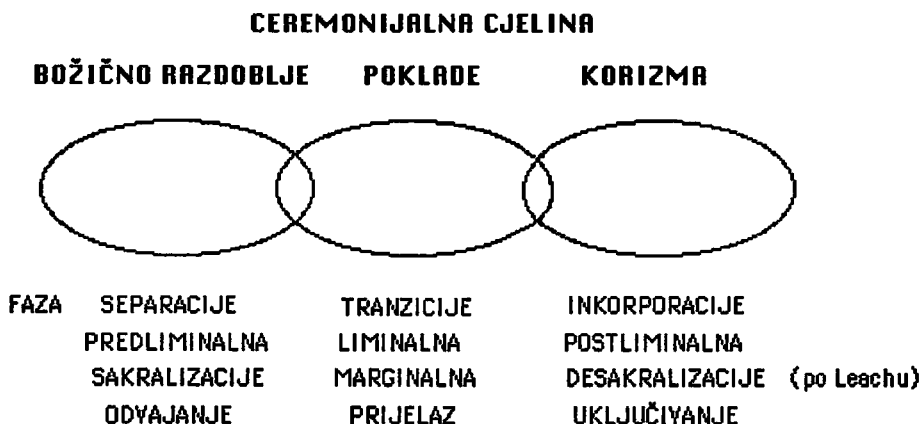 CEREMONIJALNA CJELINA
BOŽIČNO RAZDOBLJE POKLADE KORIZMA
FAZA SEPARACIJE TRANZICIJE INKORPORACIJE
PREDLIMINALNA LIMINALNA POSTLIMINALNA
SAKRALIZACIJE MARGINALNA DESAKRALIZACIJE (po Leachu)
ODVAJANJE PRIJELAZ UKLJUČIVANJE